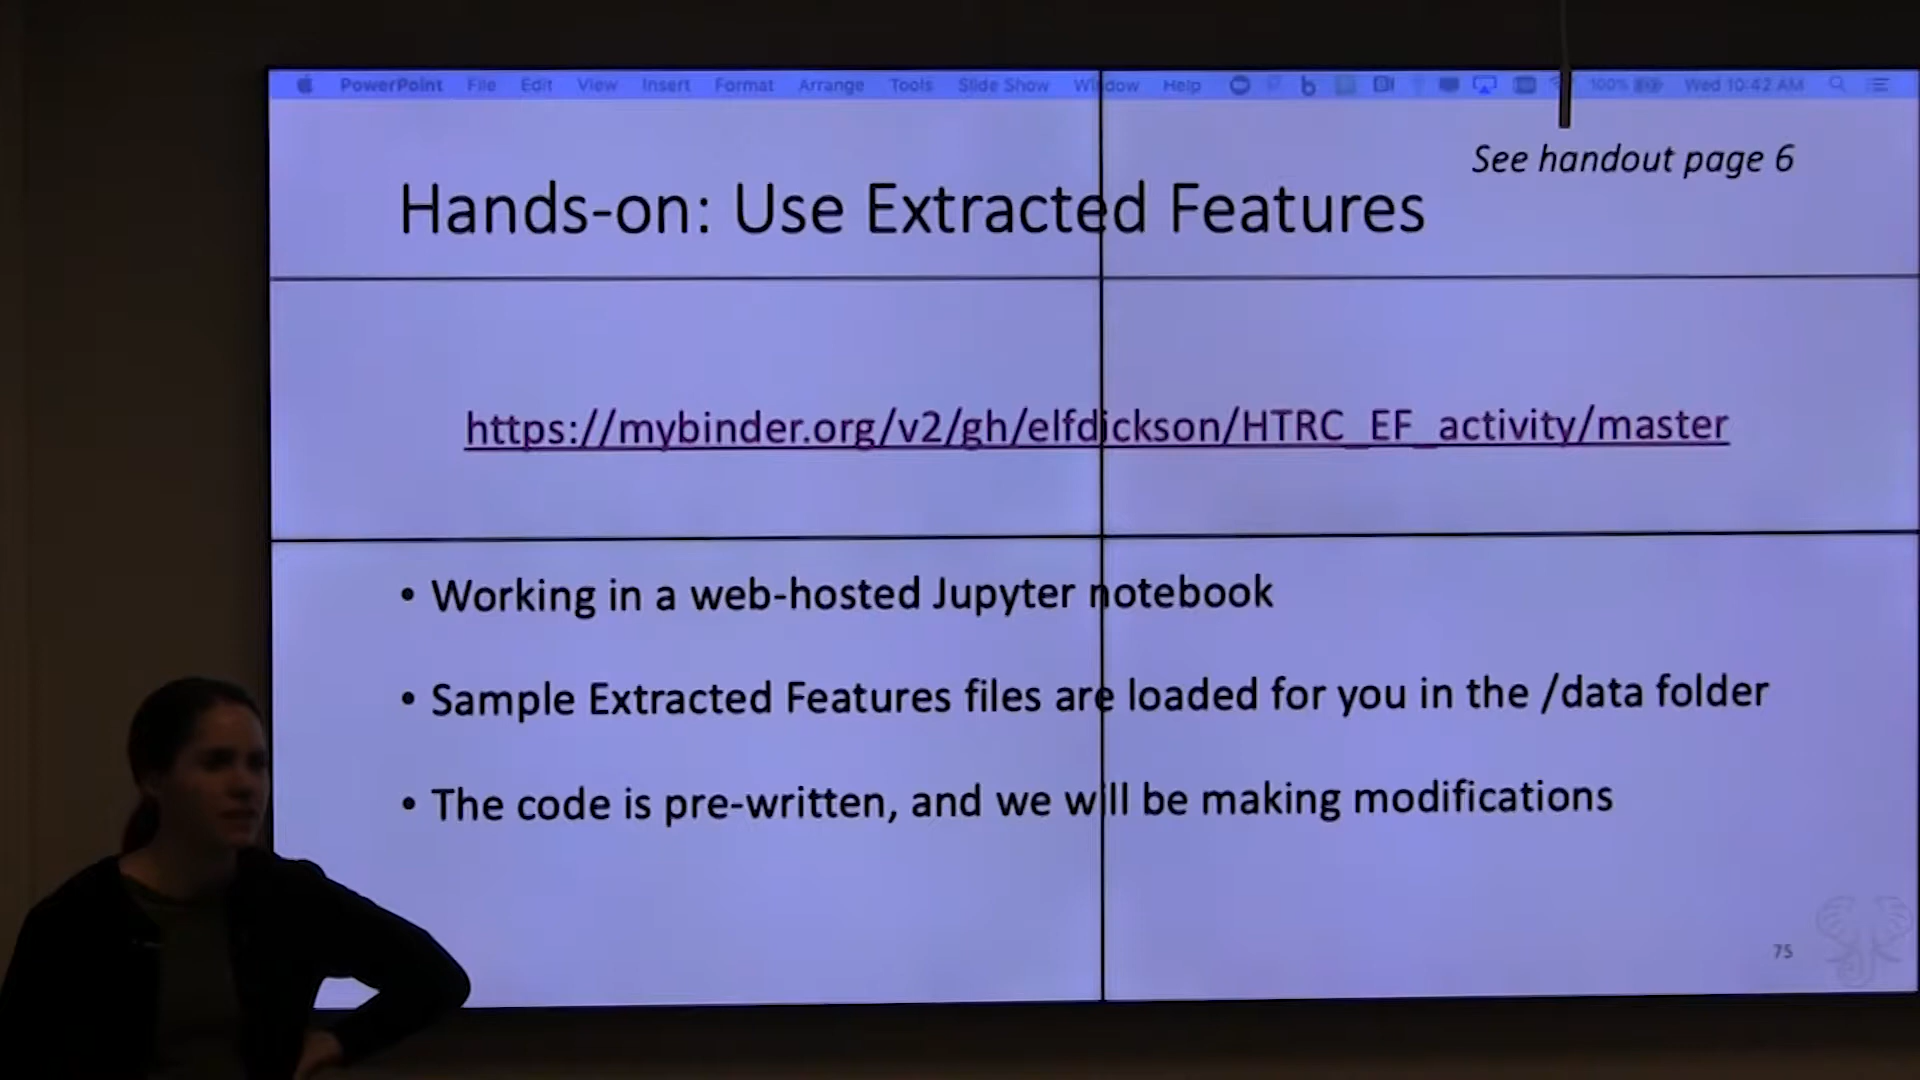 PowerPoint File Edit View Insert Format Arrange Tools Slide Show Window Help 100% Wed 10:42 AM
See handout page 6
Hands-on: Use Extracted Features
https://mybinder.org/v2/gh/elfdickson/HTRC_EF_activity/master
• Working in a web-hosted Jupyter notebook
• Sample Extracted Features files are loaded for you in the /data folder
• The code is pre-written, and we will be making modifications
75